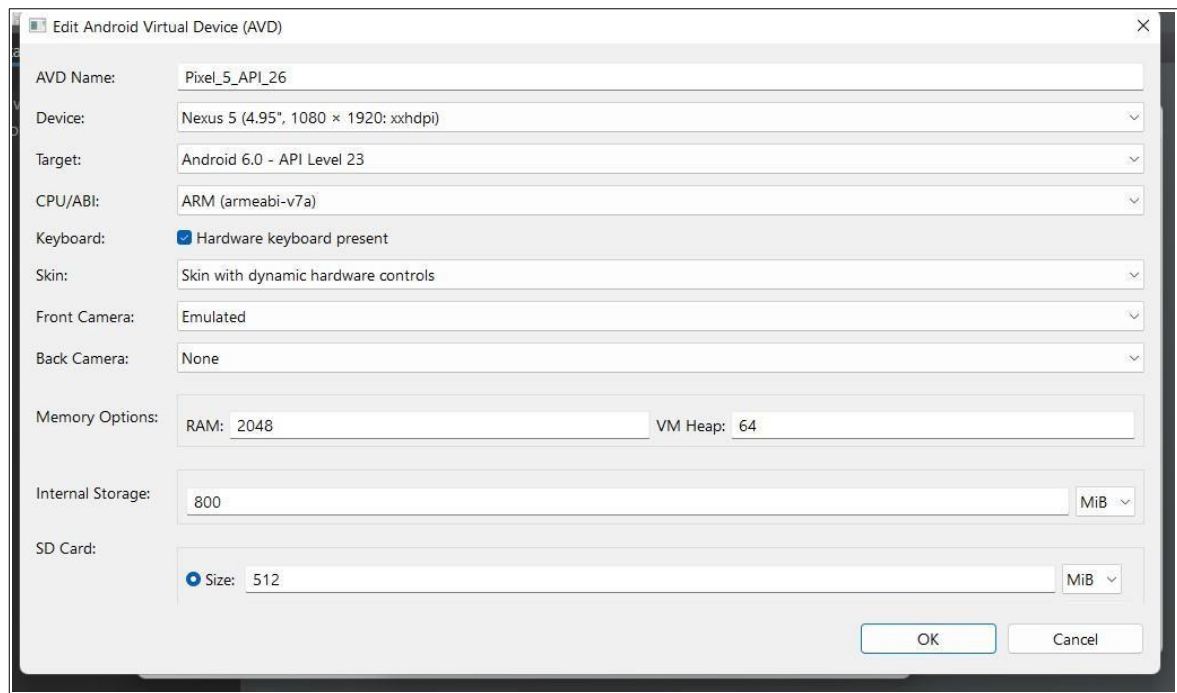 Edit Android Virtual Device (AVD)
AVD Name: Pixel_5_API_26
Device: Nexus 5 (4.95", 1080 × 1920: xxhdpi)
Target: Android 6.0 - API Level 23
CPU/ABI: ARM (armeabi-v7a)
Keyboard: Hardware keyboard present
Skin: Skin with dynamic hardware controls
Front Camera: Emulated
Back Camera: None
Memory Options: RAM: 2048 VM Heap: 64
Internal Storage: 800 MiB
SD Card:
Size: 512 MiB
OK Cancel